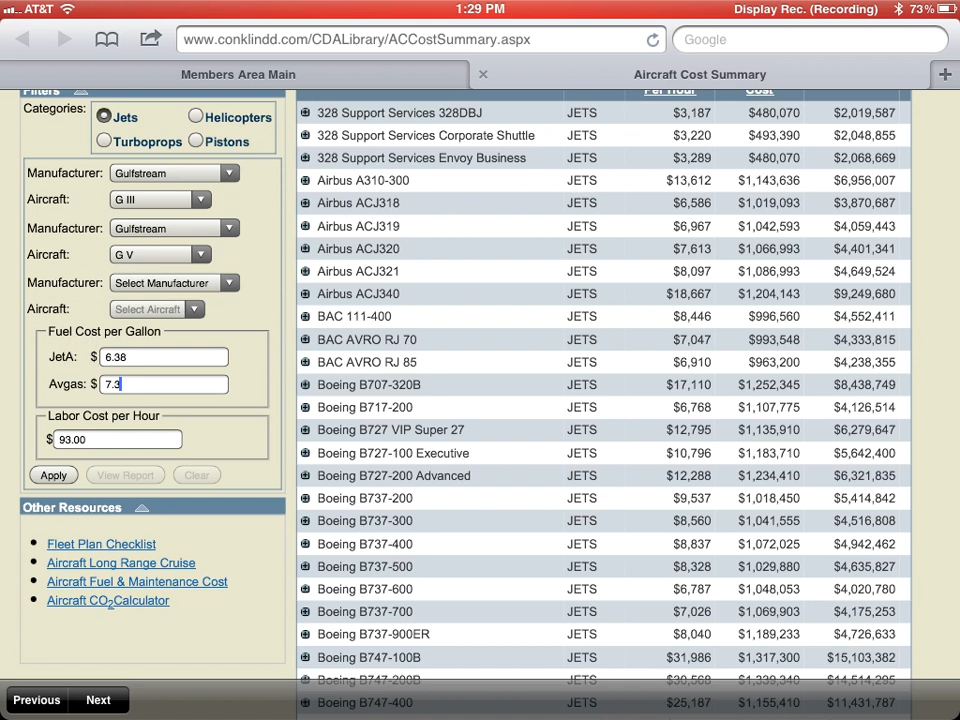 AT&T 1:29 PM Display Rec. (Recording) 73%
www.conklindd.com/CDALibrary/ACCostSummary.aspx Google
Members Area Main Aircraft Cost Summary
Filters
Categories: Jets Helicopters
Turboprops Pistons
Manufacturer: Gulfstream
Aircraft: G III
Manufacturer: Gulfstream
Aircraft: G V
Manufacturer: Select Manufacturer
Aircraft: Select Aircraft
Fuel Cost per Gallon
JetA: $ 6.38
Avgas: $ 7.3
Labor Cost per Hour
$ 93.00
Apply View Report Clear
Other Resources
Fleet Plan Checklist
Aircraft Long Range Cruise
Aircraft Fuel & Maintenance Cost
Aircraft CO2Calculator
Per Hour Cost
328 Support Services 328DBJ JETS $3,187 $480,070 $2,019,587
328 Support Services Corporate Shuttle JETS $3,220 $493,390 $2,048,855
328 Support Services Envoy Business JETS $3,289 $480,070 $2,068,669
Airbus A310-300 JETS $13,612 $1,143,636 $6,956,007
Airbus ACJ318 JETS $6,586 $1,019,093 $3,870,687
Airbus ACJ319 JETS $6,967 $1,042,593 $4,059,443
Airbus ACJ320 JETS $7,613 $1,066,993 $4,401,341
Airbus ACJ321 JETS $8,097 $1,086,993 $4,649,524
Airbus ACJ340 JETS $18,667 $1,204,143 $9,249,680
BAC 111-400 JETS $8,446 $996,560 $4,552,411
BAC AVRO RJ 70 JETS $7,047 $993,548 $4,333,815
BAC AVRO RJ 85 JETS $6,910 $963,200 $4,238,355
Boeing B707-320B JETS $17,110 $1,252,345 $8,438,749
Boeing B717-200 JETS $6,768 $1,107,775 $4,126,514
Boeing B727 VIP Super 27 JETS $12,795 $1,135,910 $6,279,647
Boeing B727-100 Executive JETS $10,796 $1,183,710 $5,642,400
Boeing B727-200 Advanced JETS $12,288 $1,234,410 $6,321,835
Boeing B737-200 JETS $9,537 $1,018,450 $5,414,842
Boeing B737-300 JETS $8,560 $1,041,555 $4,516,808
Boeing B737-400 JETS $8,837 $1,072,025 $4,942,462
Boeing B737-500 JETS $8,328 $1,029,880 $4,635,827
Boeing B737-600 JETS $6,787 $1,048,053 $4,020,780
Boeing B737-700 JETS $7,026 $1,069,903 $4,175,253
Boeing B737-900ER JETS $8,040 $1,189,233 $4,726,633
Boeing B747-100B JETS $31,986 $1,317,300 $15,103,382
Boeing B747-200B JETS $30,568 $1,339,340 $14,514,295
Boeing B747-400 JETS $25,187 $1,155,410 $11,431,787
Previous Next